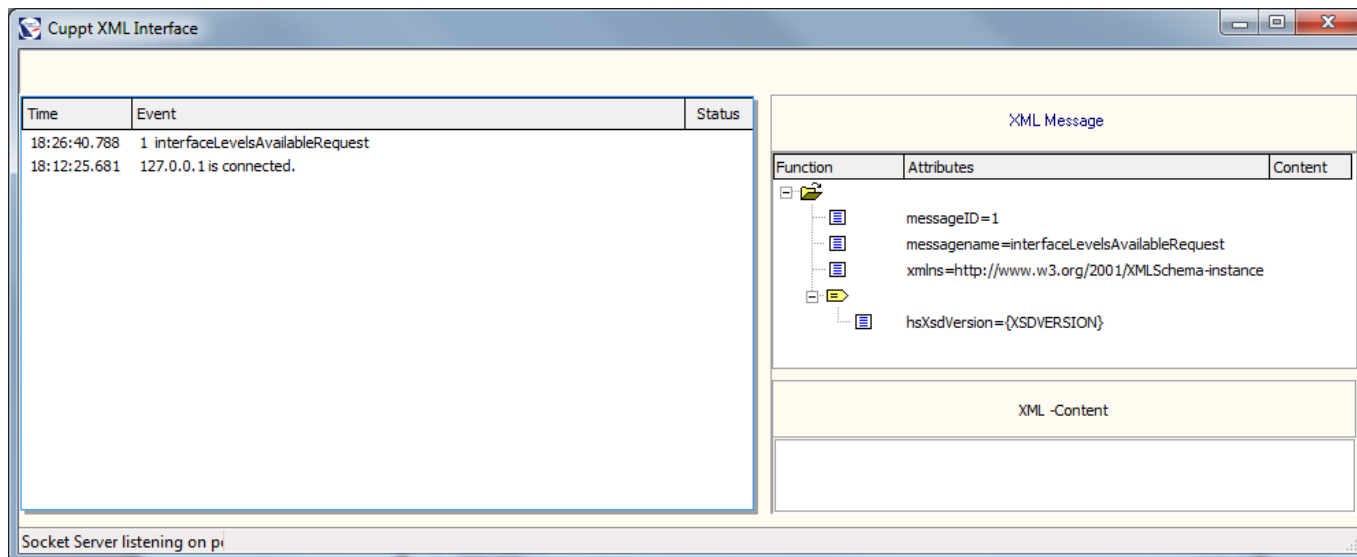 Cuppt XML Interface
Time Event Status
18:26:40.788 1 interfaceLevelsAvailableRequest
18:12:25.681 127.0.0.1 is connected.
XML Message
Function Attributes Content
messageID=1
messagename=interfaceLevelsAvailableRequest
xmlns=http://www.w3.org/2001/XMLSchema-instance
hsXsdVersion={XSDVERSION}
XML -Content
Socket Server listening on